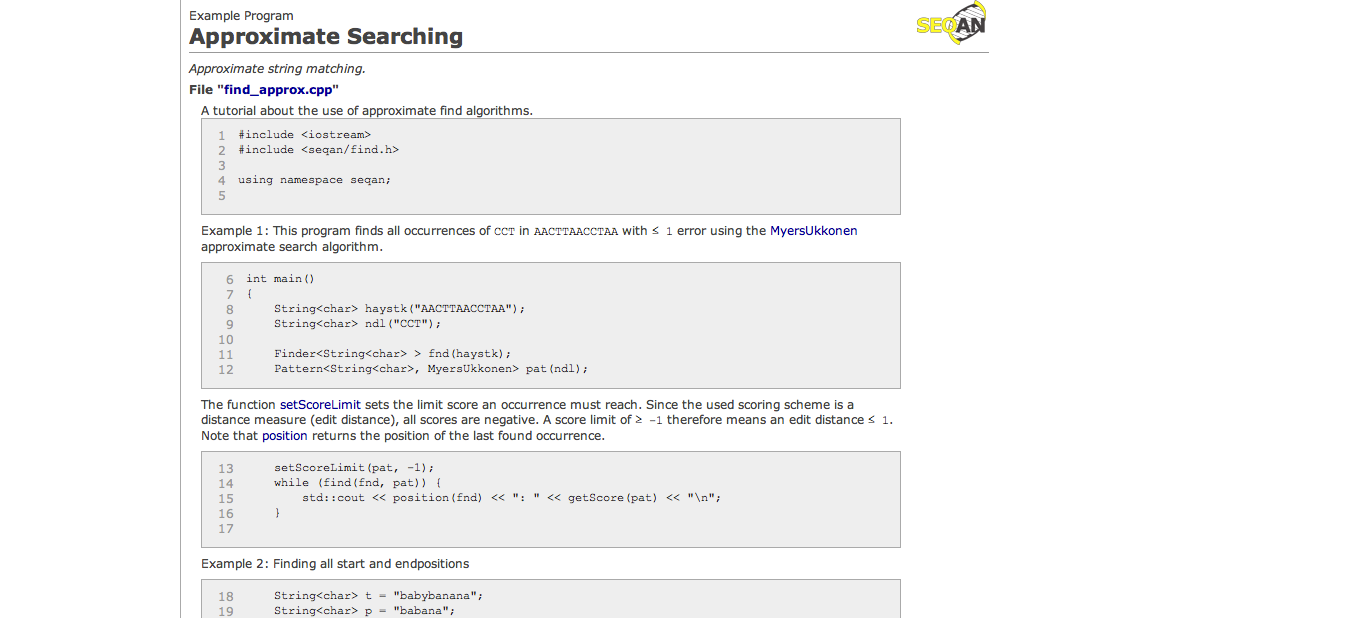 Example Program
SEQAN
Approximate Searching
Approximate string matching.
File "find_approx.cpp"
A tutorial about the use of approximate find algorithms.
1 #include <iostream>
2 #include <seqan/find.h>
3
4 using namespace seqan;
5
Example 1: This program finds all occurrences of CCT in AACTTAACCTAA with ≤ 1 error using the MyersUkkonen
approximate search algorithm.
6 int main()
7 {
8 String<char> haystk("AACTTAACCTAA");
9 String<char> ndl("CCT");
10
11 Finder<String<char> > fnd(haystk);
12 Pattern<String<char>, MyersUkkonen> pat(ndl);
The function setScoreLimit sets the limit score an occurrence must reach. Since the used scoring scheme is a
distance measure (edit distance), all scores are negative. A score limit of ≥ -1 therefore means an edit distance ≤ 1.
Note that position returns the position of the last found occurrence.
13 setScoreLimit(pat, -1);
14 while (find(fnd, pat)) {
15 std::cout << position(fnd) << ": " << getScore(pat) << "\n";
16 }
17
Example 2: Finding all start and endpositions
18 String<char> t = "babybanana";
19 String<char> p = "babana";